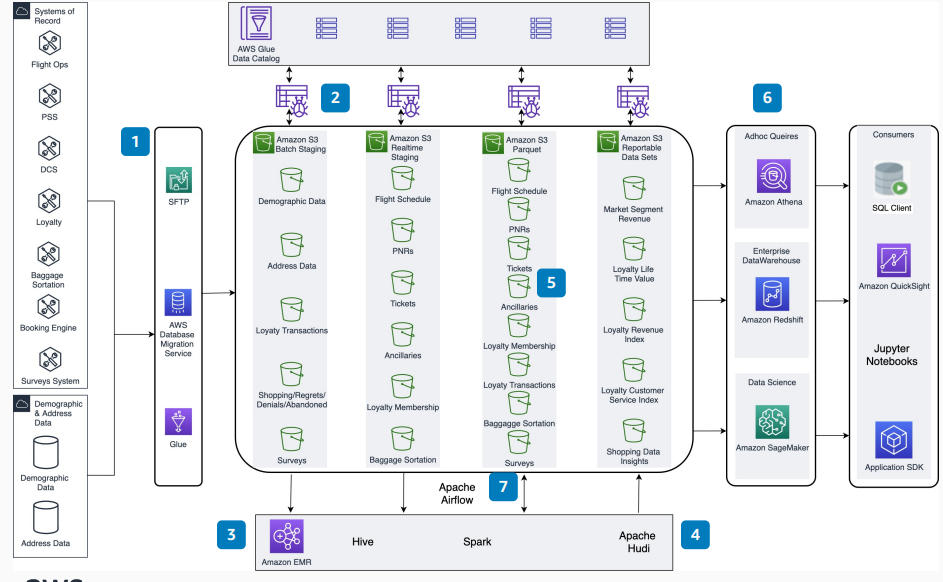 Systems of
Record
Flight Ops
PSS
DCS
Loyalty
Baggage
Sortation
Booking Engine
Surveys System
Demographic
& Address
Data
Demographic
Data
Address Data
1
SFTP
AWS
Database
Migration
Service
Glue
AWS Glue
Data Catalog
2
Amazon S3
Batch Staging
Demographic Data
Address Data
Loyaty Transactions
Shopping/Regrets/
Denials/Abandoned
Surveys
Amazon S3
Realtime
Staging
Flight Schedule
PNRs
Tickets
Ancillaries
Loyalty Membership
Baggage Sortation
Amazon S3
Parquet
Flight Schedule
PNRs
Tickets
5
Ancillaries
Loyalty Membership
Loyaty Transactions
Baggagge Sortation
Surveys
Amazon S3
Reportable
Data Sets
Market Segment
Revenue
Loyalty Life
Time Value
Loyalty Revenue
Index
Loyalty Customer
Service Index
Shopping Data
Insights
Apache
Airflow
7
3
Amazon EMR
Hive
Spark
Apache
Hudi
4
6
Adhoc Queires
Amazon Athena
Enterprise
DataWarehouse
Amazon Redshift
Data Science
Amazon SageMaker
Consumers
SQL Client
Amazon QuickSight
Jupyter
Notebooks
Application SDK